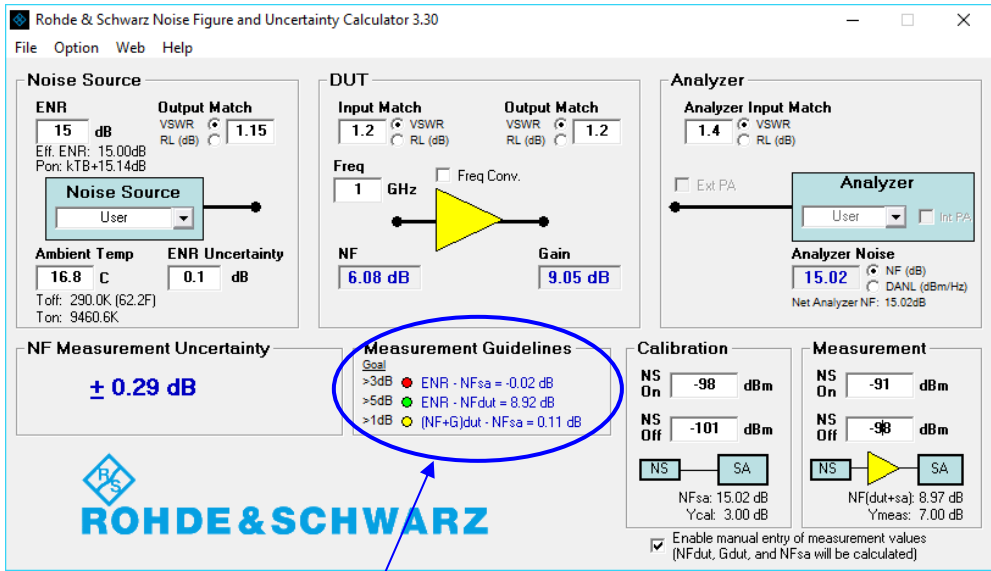 Rohde & Schwarz Noise Figure and Uncertainty Calculator 3.30
File Option Web Help
Noise Source
ENR
15 dB
Output Match
VSWR
RL (dB)
1.15
Eff. ENR: 15.00dB
Pon: kTB+15.14dB
Noise Source
User
Ambient Temp
16.8 C
ENR Uncertainty
0.1 dB
Toff: 290.0K (62.2F)
Ton: 9460.6K
DUT
Input Match
1.2
VSWR
RL (dB)
Output Match
VSWR
RL (dB)
1.2
Freq
1 GHz
Freq Conv.
NF
6.08 dB
Gain
9.05 dB
Analyzer
Analyzer Input Match
1.4
VSWR
RL (dB)
Ext PA
Analyzer
User
Int PA
Analyzer Noise
15.02
NF (dB)
DANL (dBm/Hz)
Net Analyzer NF: 15.02dB
NF Measurement Uncertainty
± 0.29 dB
Measurement Guidelines
Goal
>3dB ENR - NFsa = -0.02 dB
>5dB ENR - NFdut = 8.92 dB
>1dB (NF+G)dut - NFsa = 0.11 dB
Calibration
NS On -98 dBm
NS Off -101 dBm
NS SA
NFsa: 15.02 dB
Ycal: 3.00 dB
Measurement
NS On -91 dBm
NS Off -98 dBm
NS SA
NF(dut+sa): 8.97 dB
Ymeas: 7.00 dB
Enable manual entry of measurement values
(NFdut, Gdut, and NFsa will be calculated)
R&S
ROHDE & SCHWARZ